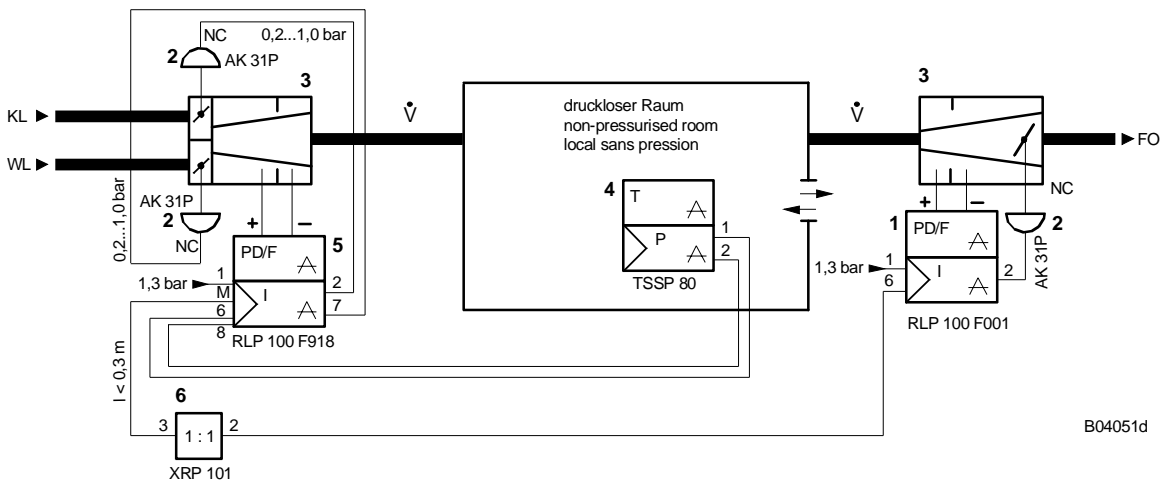 NC
0,2...1,0 bar
2
AK 31P
3
KL
V̇
druckloser Raum
non-pressurised room
local sans pression
V̇
3
FO
WL
0,2...1,0 bar
AK 31P
2
NC
+
−
5
PD/F
1,3 bar
1
M
6
8
I
2
7
RLP 100 F918
4
T
P
1
2
TSSP 80
NC
+
−
1
PD/F
2
AK 31P
1,3 bar
1
6
I
2
RLP 100 F001
l < 0,3 m
6
3
1 : 1
2
XRP 101
B04051d